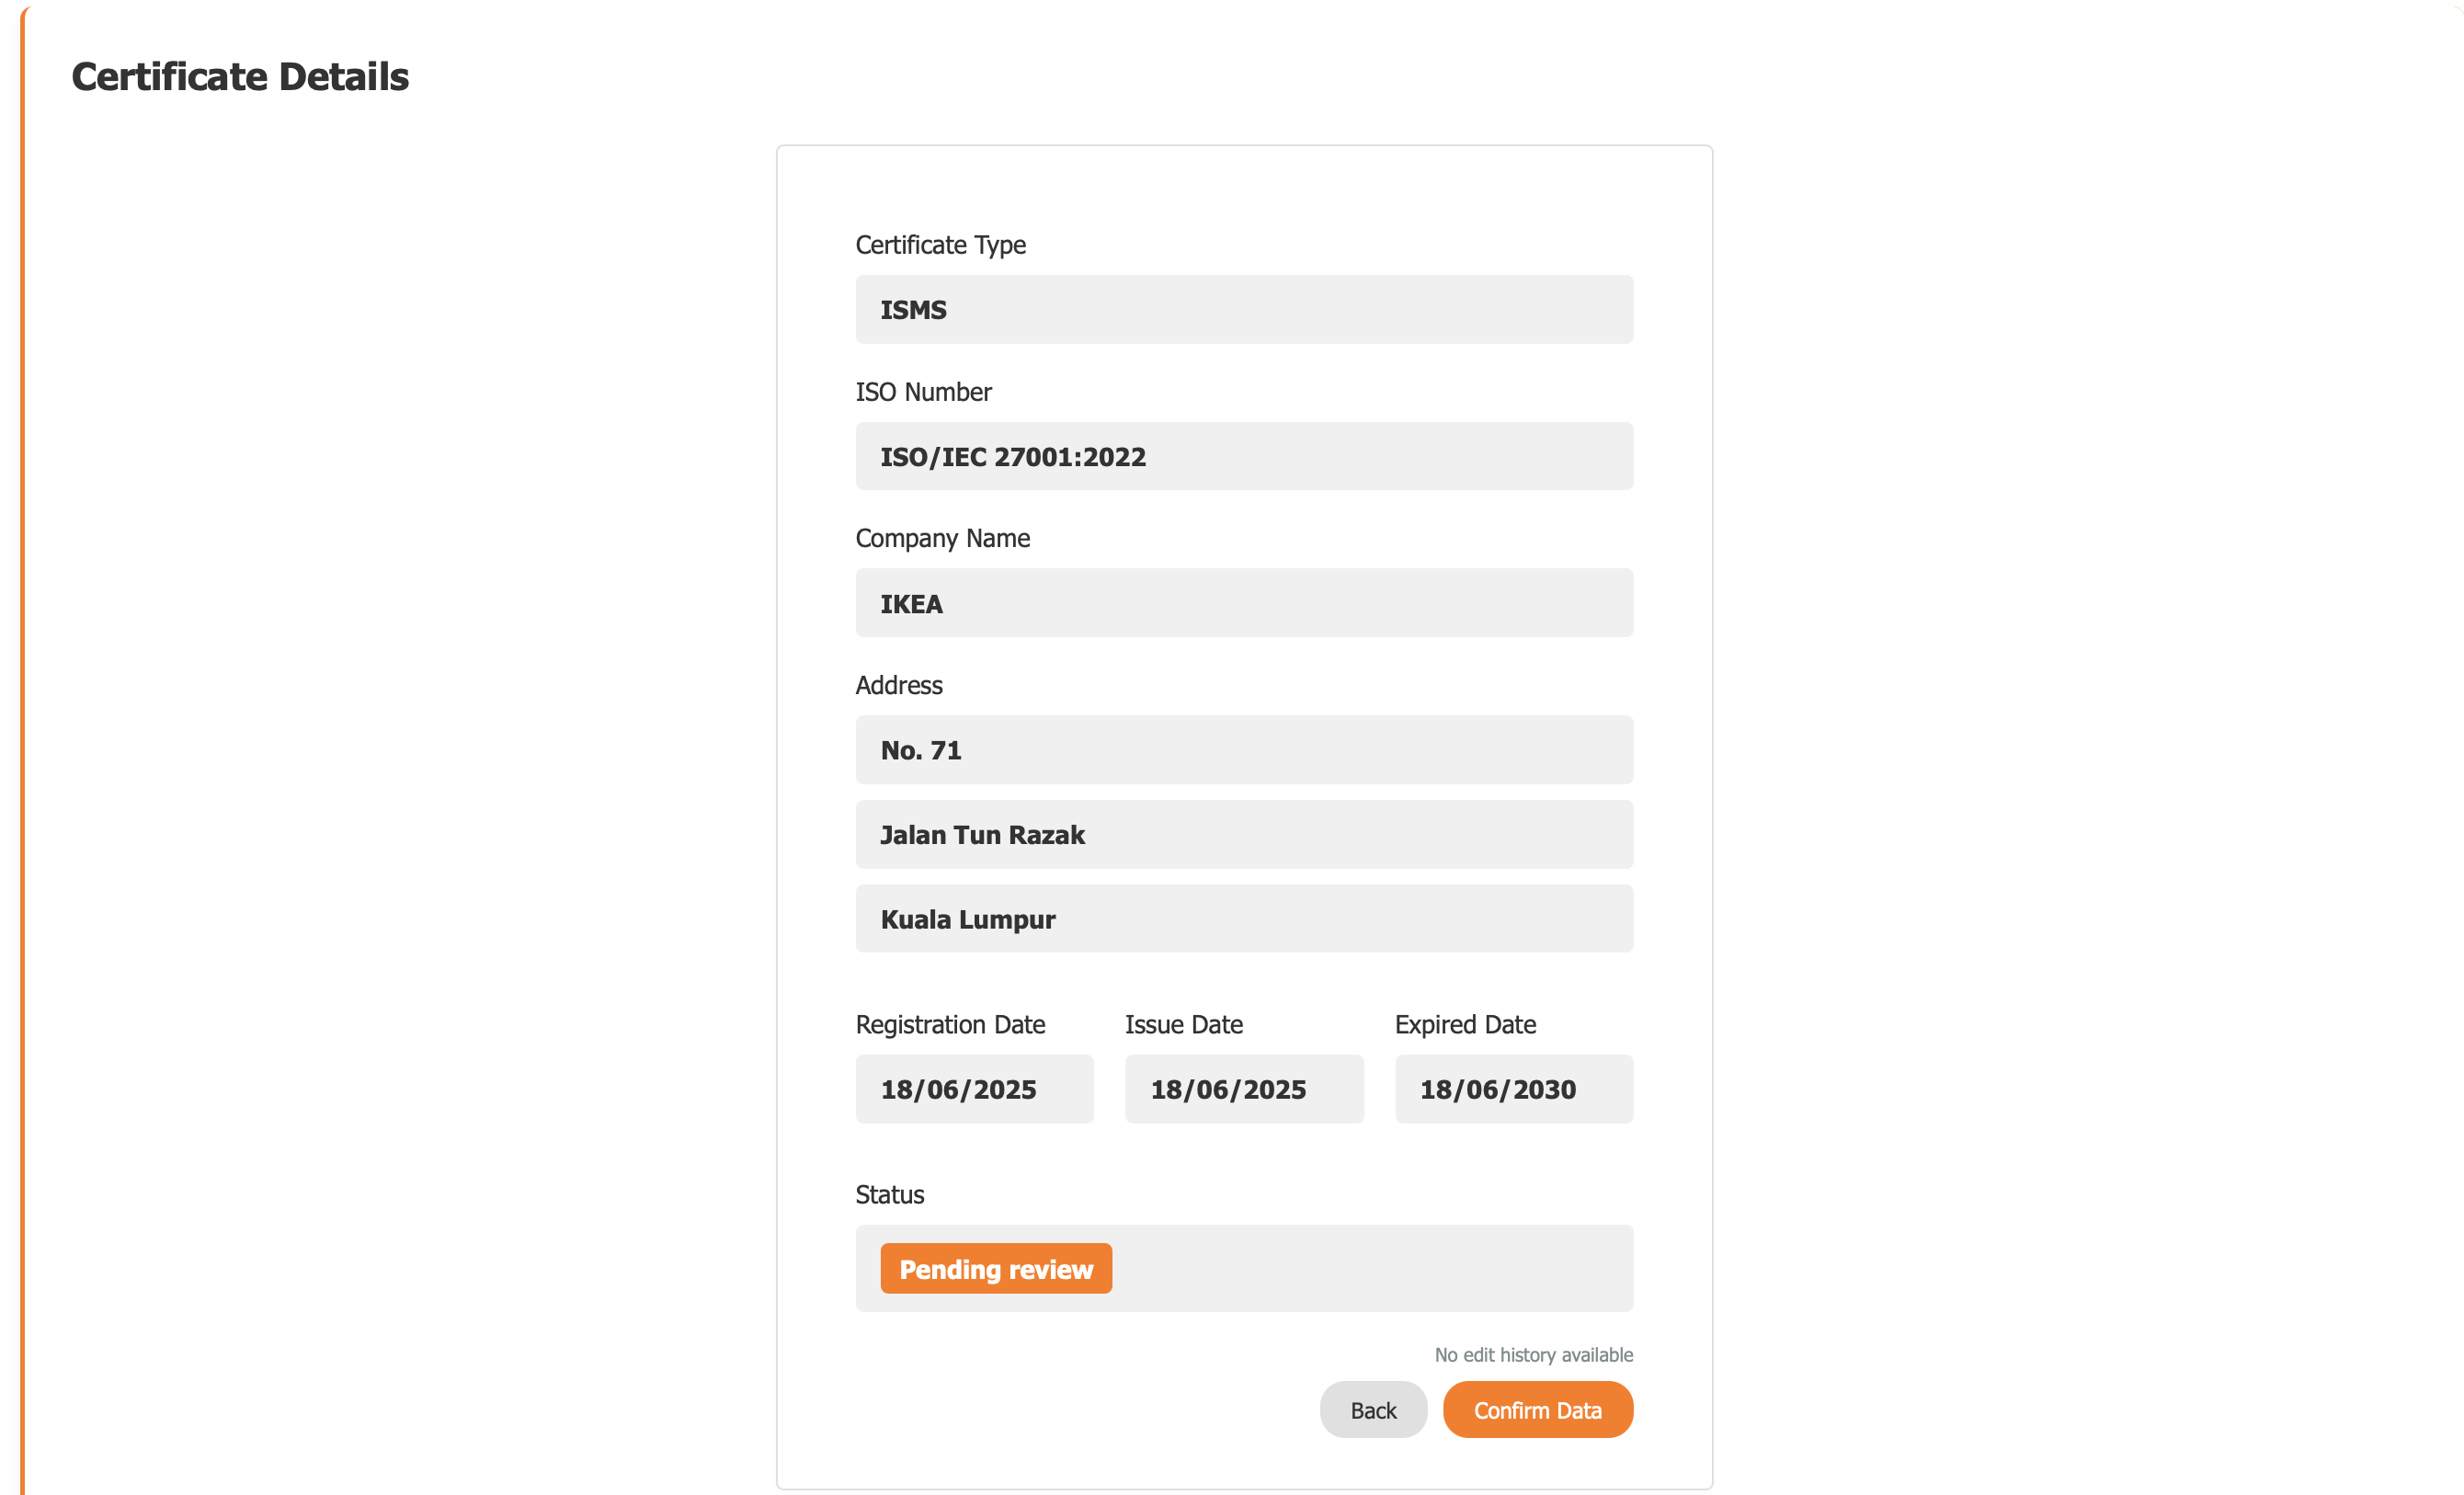 Certificate Details
Certificate Type
ISMS
ISO Number
ISO/IEC 27001:2022
Company Name
IKEA
Address
No. 71
Jalan Tun Razak
Kuala Lumpur
Registration Date Issue Date Expired Date
18/06/2025 18/06/2025 18/06/2030
Status
Pending review
No edit history available
Back Confirm Data